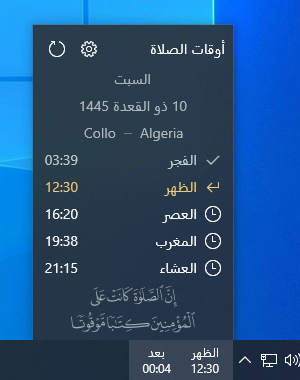 أوقات الصلاة
السبت
10 ذو القعدة 1445
Collo – Algeria
الفجر 03:39
الظهر 12:30
العصر 16:20
المغرب 19:38
العشاء 21:15
إِنَّ الصَّلَوٰةَ كَانَتْ عَلَى
الْمُؤْمِنِينَ كِتَابًا مَوْقُوتًا
الظهر بعد
12:30 00:04